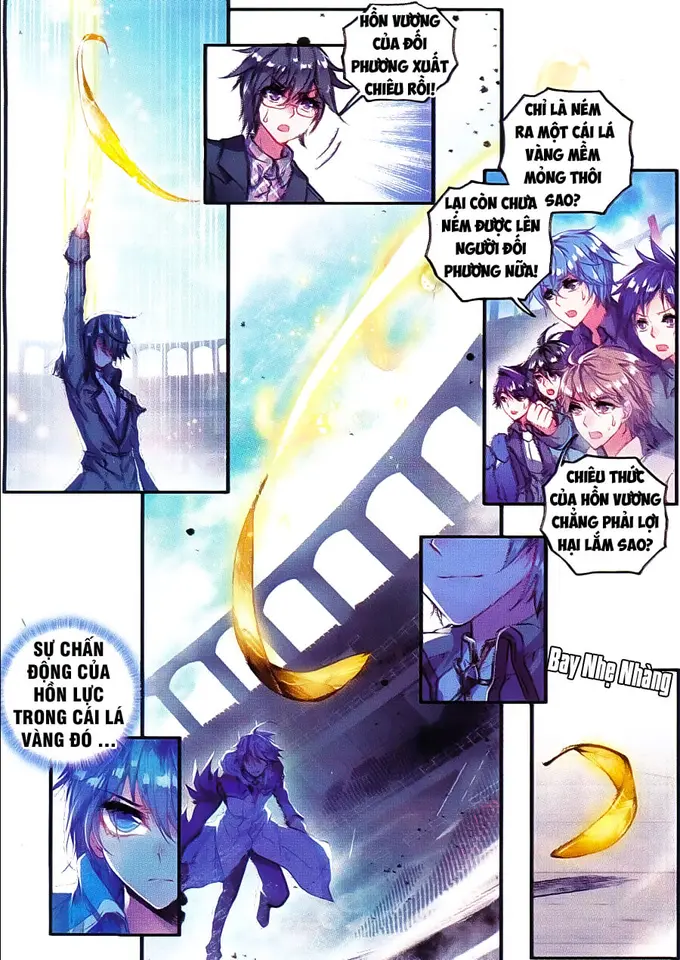 HỒN VƯƠNG
CỦA ĐỐI
PHƯƠNG XUẤT
CHIÊU RỒI!
CHỈ LÀ NÉM
RA MỘT CÁI LÁ
VÀNG MỀM
MỎNG THÔI
SAO?
LẠI CÒN CHƯA
NÉM ĐƯỢC LÊN
NGƯỜI ĐỐI
PHƯƠNG NỮA!
CHIÊU THỨC
CỦA HỒN VƯƠNG
CHẲNG PHẢI LỢI
HẠI LẮM SAO?
Bay Nhẹ Nhàng
SỰ CHẤN
ĐỘNG CỦA
HỒN LỰC
TRONG CÁI LÁ
VÀNG ĐÓ ...